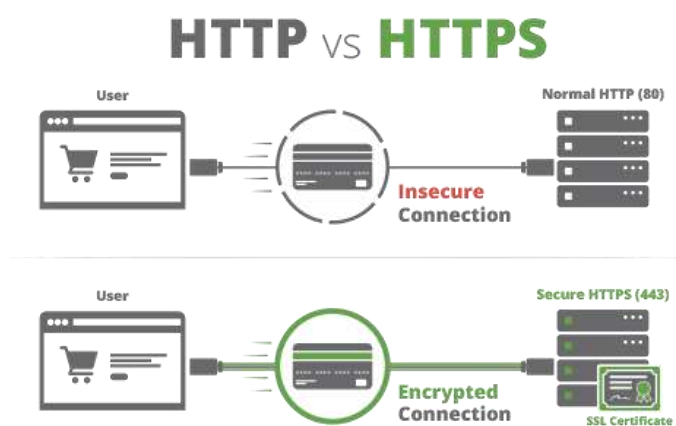 HTTP vs HTTPS
User
Normal HTTP (80)
Insecure
Connection
User
Secure HTTPS (443)
Encrypted
Connection
SSL Certificate